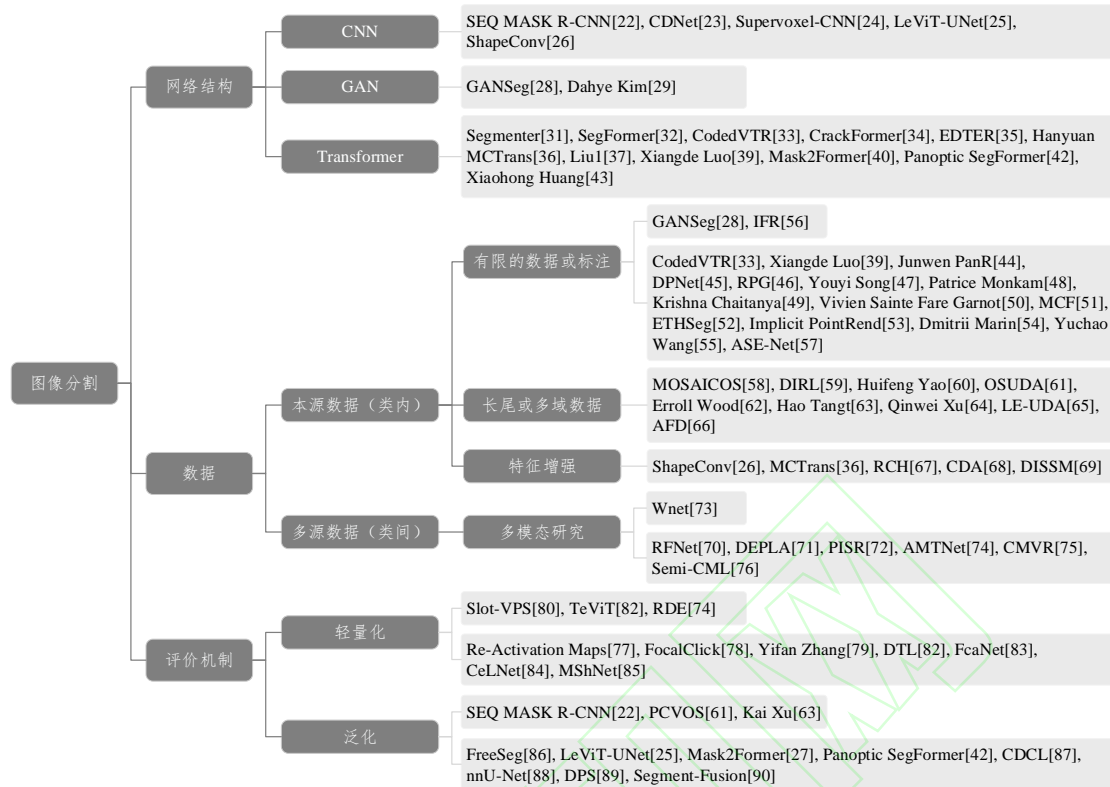 图像分割
网络结构
CNN
SEQ MASK R-CNN[22], CDNet[23], Supervoxel-CNN[24], LeViT-UNet[25],
ShapeConv[26]
GAN
GANSeg[28], Dahye Kim[29]
Transformer
Segmenter[31], SegFormer[32], CodedVTR[33], CrackFormer[34], EDTER[35], Hanyuan
MCTrans[36], Liu1[37], Xiangde Luo[39], Mask2Former[40], Panoptic SegFormer[42],
Xiaohong Huang[43]
数据
本源数据（类内）
有限的数据或标注
GANSeg[28], IFR[56]
CodedVTR[33], Xiangde Luo[39], Junwen PanR[44],
DPNet[45], RPG[46], Youyi Song[47], Patrice Monkam[48],
Krishna Chaitanya[49], Vivien Sainte Fare Garnot[50], MCF[51],
ETHSeg[52], Implicit PointRend[53], Dmitrii Marin[54], Yuchao
Wang[55], ASE-Net[57]
长尾或多域数据
MOSAICOS[58], DIRL[59], Huifeng Yao[60], OSUDA[61],
Erroll Wood[62], Hao Tangt[63], Qinwei Xu[64], LE-UDA[65],
AFD[66]
特征增强
ShapeConv[26], MCTrans[36], RCH[67], CDA[68], DISSM[69]
多源数据（类间）
多模态研究
Wnet[73]
RFNet[70], DEPLA[71], PISR[72], AMTNet[74], CMVR[75],
Semi-CML[76]
评价机制
轻量化
Slot-VPS[80], TeViT[82], RDE[74]
Re-Activation Maps[77], FocalClick[78], Yifan Zhang[79], DTL[82], FcaNet[83],
CeLNet[84], MShNet[85]
泛化
SEQ MASK R-CNN[22], PCVOS[61], Kai Xu[63]
FreeSeg[86], LeViT-UNet[25], Mask2Former[27], Panoptic SegFormer[42], CDCL[87],
nnU-Net[88], DPS[89], Segment-Fusion[90]